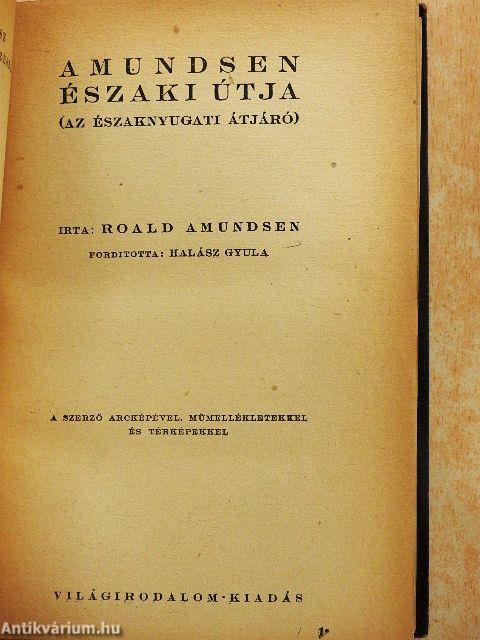 AMUNDSEN
ÉSZAKI ÚTJA
(AZ ÉSZAKNYUGATI ÁTJÁRÓ)
IRTA: ROALD AMUNDSEN
FORDITOTTA: HALÁSZ GYULA
A SZERZŐ ARCKÉPÉVEL, MŰMELLÉKLETEKKEL
ÉS TÉRKÉPEKKEL
VILÁGIRODALOM-KIADÁS
Antikvárium.hu